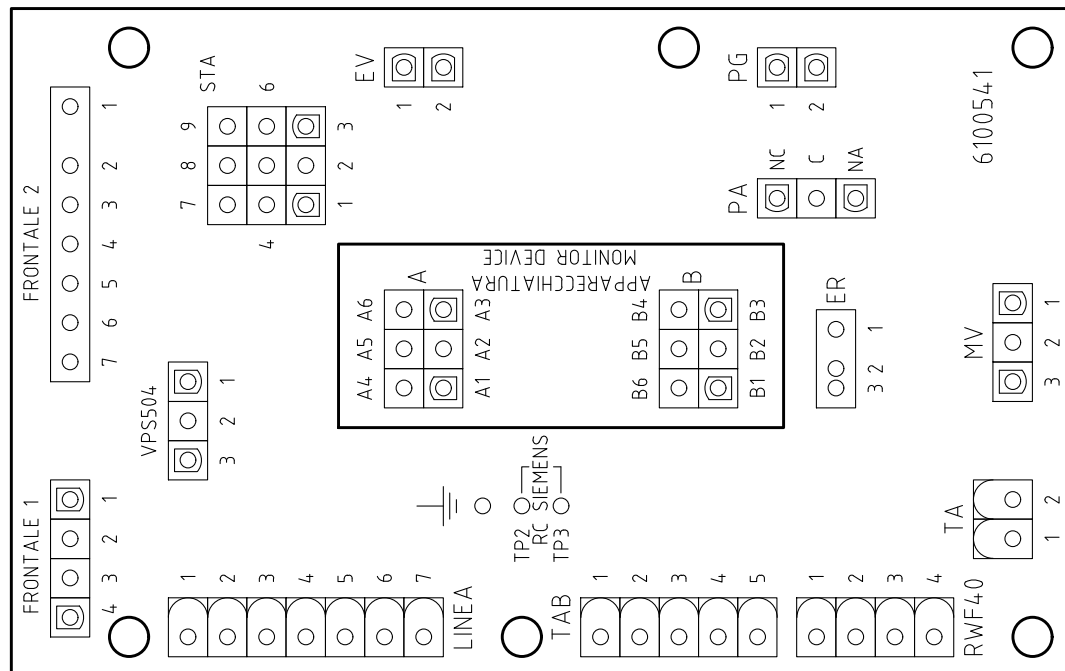 FRONTALE 1
4 3 2 1
FRONTALE 2
7 6 5 4 3 2 1
VPS504
3 2 1
STA
7 8 9
4 6
1 2 3
EV
1 2
PG
1 2
PA
NC C NA
6100541
APPARECCHIATURA
MONITOR DEVICE
A
A4 A5 A6
A1 A2 A3
B
B6 B5 B4
B1 B2 B3
ER
3 2 1
MV
3 2 1
TA
1 2
TP2
RC SIEMENS
TP3
LINEA
1 2 3 4 5 6 7
TAB
1 2 3 4 5
RWF40
1 2 3 4